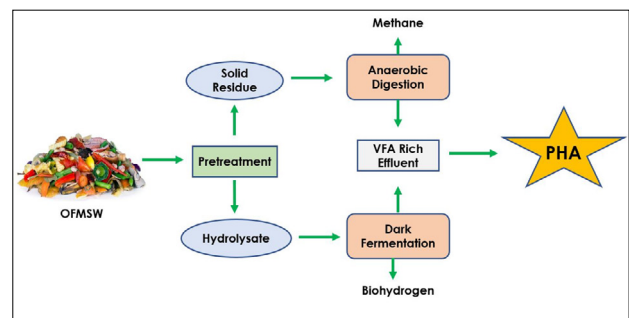 Methane
Solid
Residue
Anaerobic
Digestion
OFMSW
Pretreatment
VFA Rich
Effluent
PHA
Hydrolysate
Dark
Fermentation
Biohydrogen